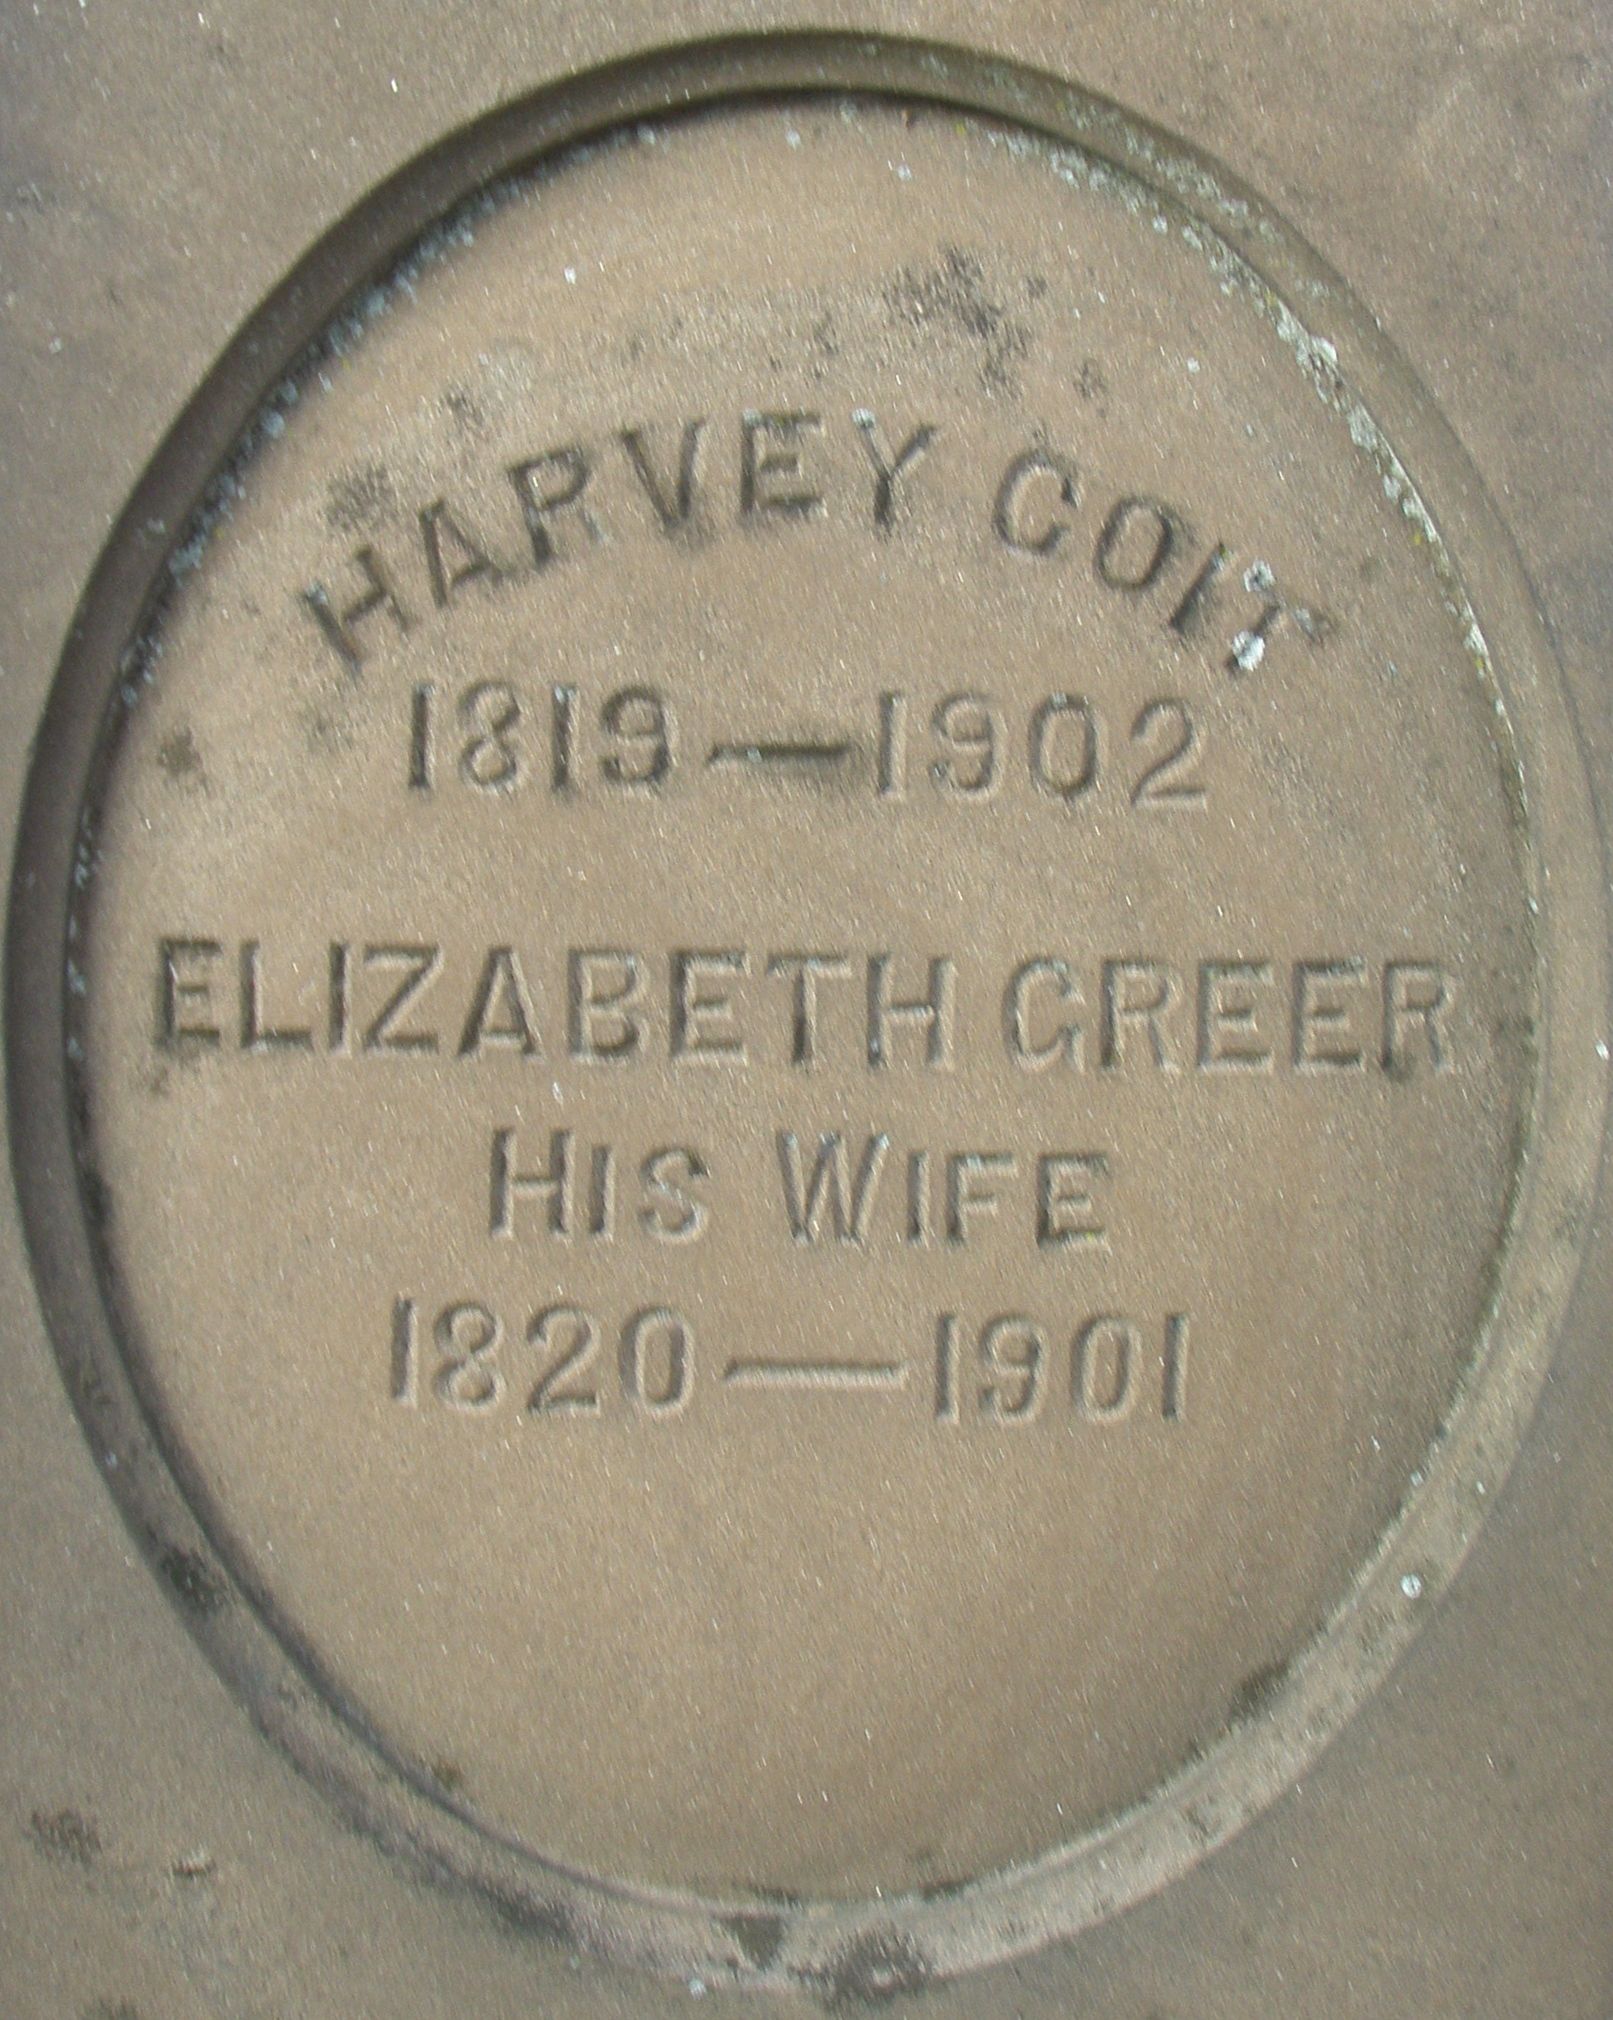 HARVEY COIT
1819—1902
ELIZABETH GREER
HIS WIFE
1820—1901